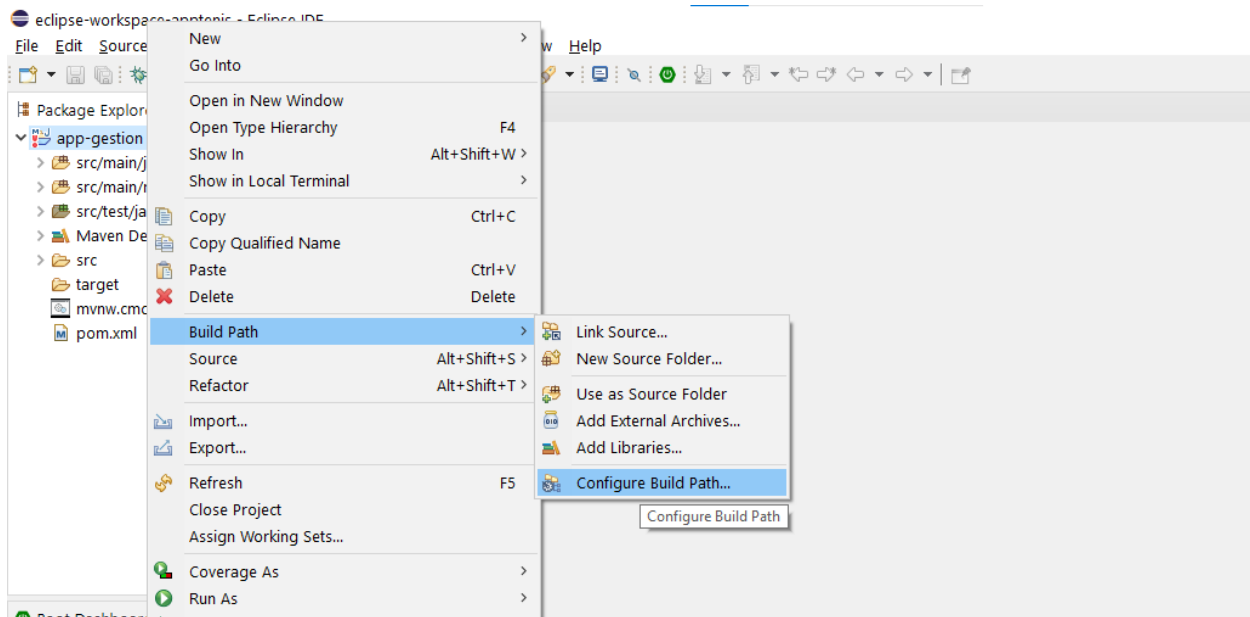 eclipse-workspace-apptenis - Eclipse IDE
File Edit Source w Help
Package Explor
app-gestion
src/main/j
src/main/r
src/test/ja
Maven De
src
target
mvnw.cmd
pom.xml
New
Go Into
Open in New Window
Open Type Hierarchy F4
Show In Alt+Shift+W
Show in Local Terminal
Copy Ctrl+C
Copy Qualified Name
Paste Ctrl+V
Delete Delete
Build Path
Source Alt+Shift+S
Refactor Alt+Shift+T
Import...
Export...
Refresh F5
Close Project
Assign Working Sets...
Coverage As
Run As
Link Source...
New Source Folder...
Use as Source Folder
Add External Archives...
Add Libraries...
Configure Build Path...
Configure Build Path